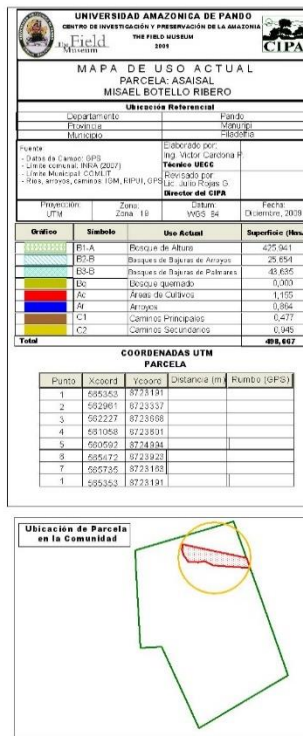 UNIVERSIDAD AMAZONICA DE PANDO
CENTRO DE INVESTIGACIÓN Y PRESERVACIÓN DE LA AMAZONIA
THE FIELD MUSEUM
2009
The Field
Museum
CIPA
MAPA DE USO ACTUAL
PARCELA: ASAISAL
MISAEL BOTELLO RIBERO
Ubicación Referencial
Departamento Pando
Provincia Manuripi
Municipio Filadelfia
Fuente
- Datos de Campo: GPS
- Límite comunal: INRA (2007)
- Límite Municipal: COMLIT
- Ríos, arroyos, caminos: IGM, RIPUI, GPS
Elaborado por:
Ing. Victor Cardona P.
Técnico UECC
Revisado por
Lic. Julio Rojas G.
Director del CIPA
Proyección: UTM
Zona: Zona 19
Datum: WGS 84
Fecha: Diciembre, 2009
Gráfico Símbolo Uso Actual Superficie (Has.)
B1-A Bosque de Altura 425,941
B2-B Bosques de Bajuras de Arroyos 25,654
B3-B Bosques de Bajuras de Palmares 43,635
Bq Bosque quemado 0,003
Ac Areas de Cultivos 1,165
Ar Arroyos 0,864
C1 Caminos Principales 0,477
C2 Caminos Secundarios 0,945
Total 498,667
COORDENADAS UTM
PARCELA
Punto Xcoord Ycoord Distancia (m) Rumbo (GPS)
1 565353 8723191
2 562961 8723337
3 562227 8723668
4 561058 8723601
5 560592 8724994
6 565472 8723923
7 565735 8723163
1 565353 8723191
Ubicación de Parcela
en la Comunidad